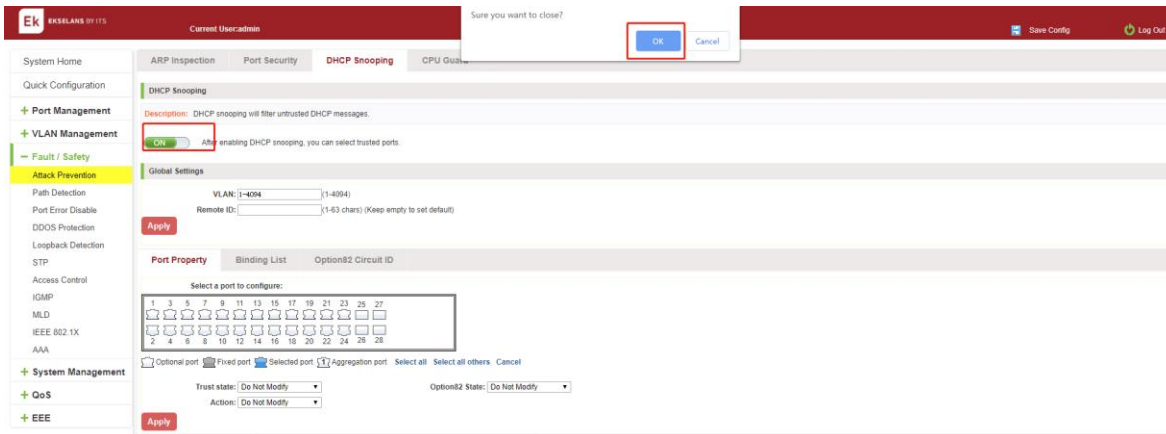 Ek EKSELANS BY ITS
Current User:admin
Sure you want to close?
OK Cancel
Save Config Log Out
System Home
Quick Configuration
+ Port Management
+ VLAN Management
− Fault / Safety
Attack Prevention
Path Detection
Port Error Disable
DDOS Protection
Loopback Detection
STP
Access Control
IGMP
MLD
IEEE 802.1X
AAA
+ System Management
+ QoS
+ EEE
ARP Inspection Port Security DHCP Snooping CPU Guard
DHCP Snooping
Description: DHCP snooping will filter untrusted DHCP messages.
ON After enabling DHCP snooping, you can select trusted ports.
Global Settings
VLAN: 1-4094 (1-4094)
Remote ID: (1-63 chars) (Keep empty to set default)
Apply
Port Property Binding List Option82 Circuit ID
Select a port to configure:
1 3 5 7 9 11 13 15 17 19 21 23 25 27
2 4 6 8 10 12 14 16 18 20 22 24 26 28
Optional port Fixed port Selected port 1 Aggregation port Select all Select all others Cancel
Trust state: Do Not Modify Option82 State: Do Not Modify
Action: Do Not Modify
Apply